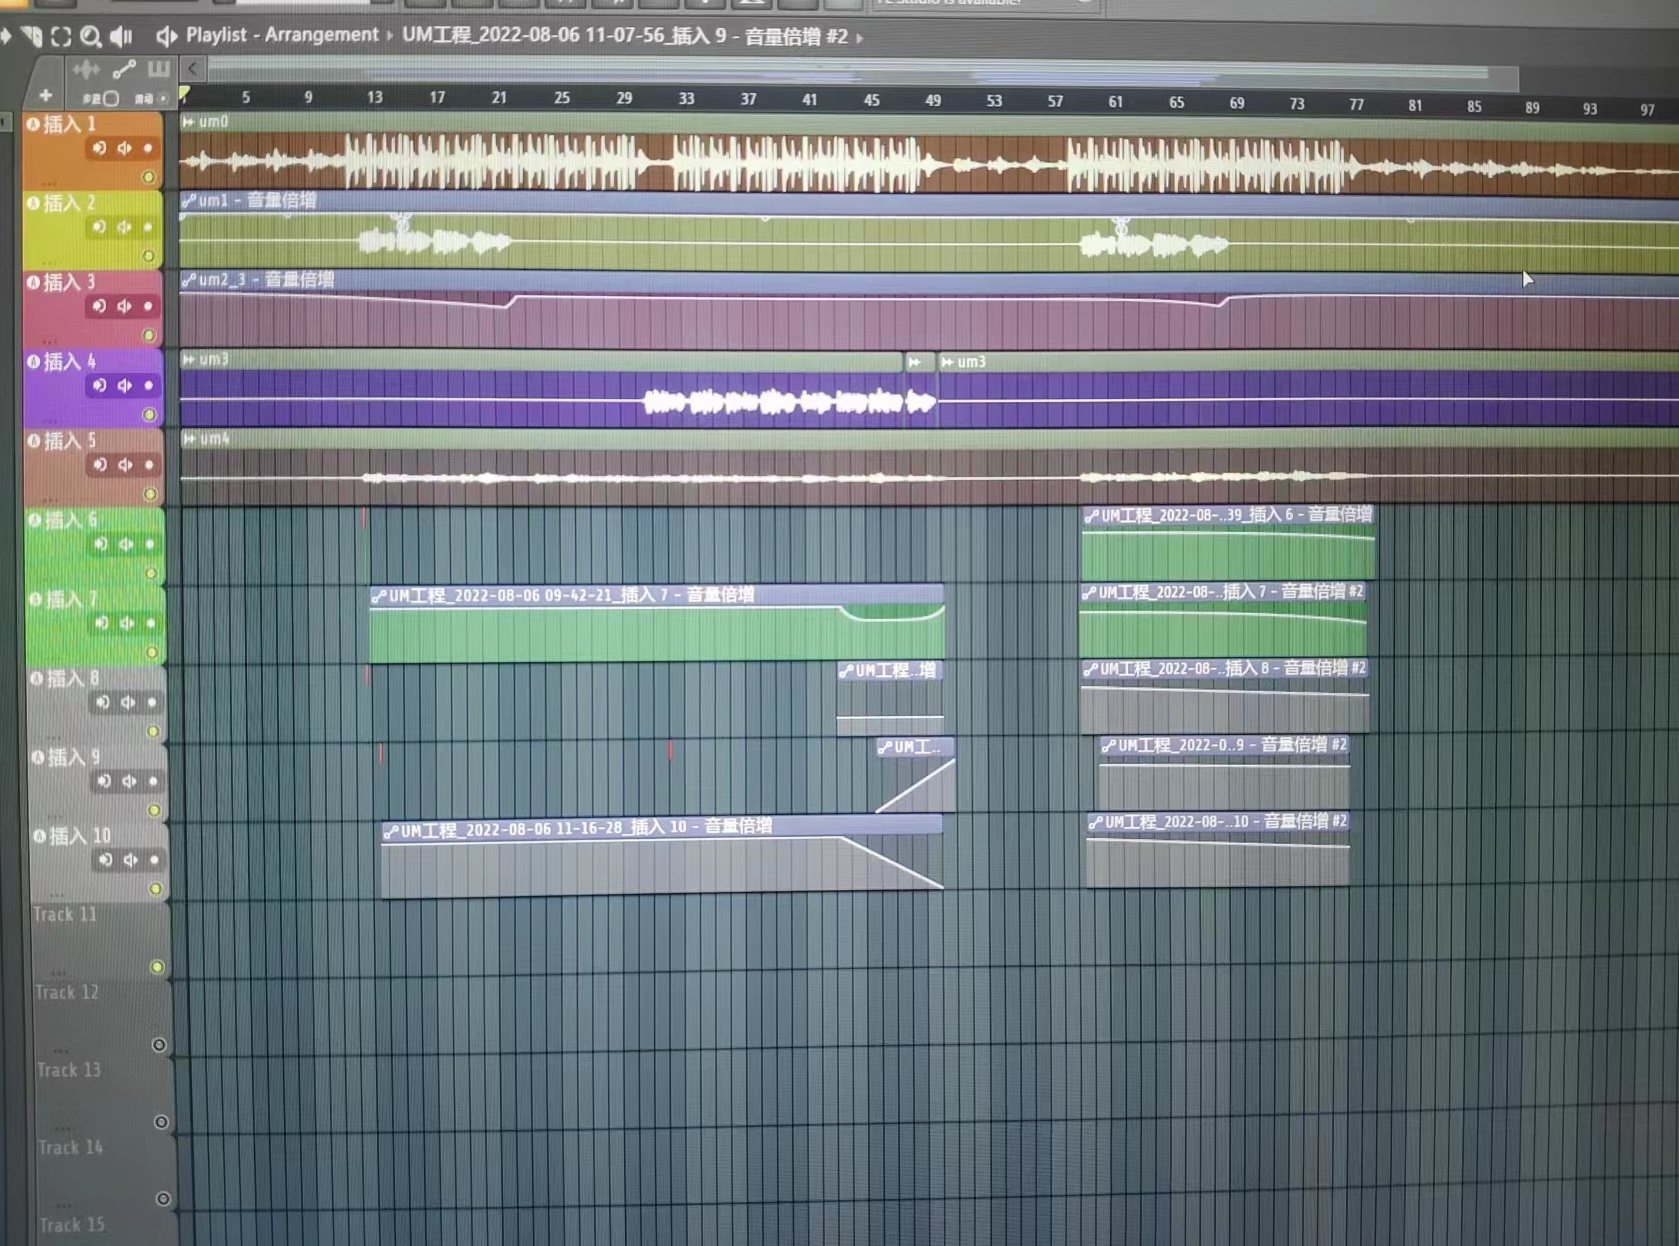 Playlist - Arrangement ▸ UM工程_2022-08-06 11-07-56_插入 9 - 音量倍增 #2 ▸
5 9 13 17 21 25 29 33 37 41 45 49 53 57 61 65 69 73 77 81 85 89 93 97
插入 1
um0
插入 2
um1 - 音量倍增
插入 3
um2_3 - 音量倍增
插入 4
um3
um3
插入 5
um4
插入 6
UM工程_2022-08-..39_插入 6 - 音量倍增
插入 7
UM工程_2022-08-06 09-42-21_插入 7 - 音量倍增
UM工程_2022-08-..插入 7 - 音量倍增 #2
插入 8
UM工程..增
UM工程_2022-08-..插入 8 - 音量倍增 #2
插入 9
UM工..
UM工程_2022-0..9 - 音量倍增 #2
插入 10
UM工程_2022-08-06 11-16-28_插入 10 - 音量倍增
UM工程_2022-08-..10 - 音量倍增 #2
Track 11
Track 12
Track 13
Track 14
Track 15